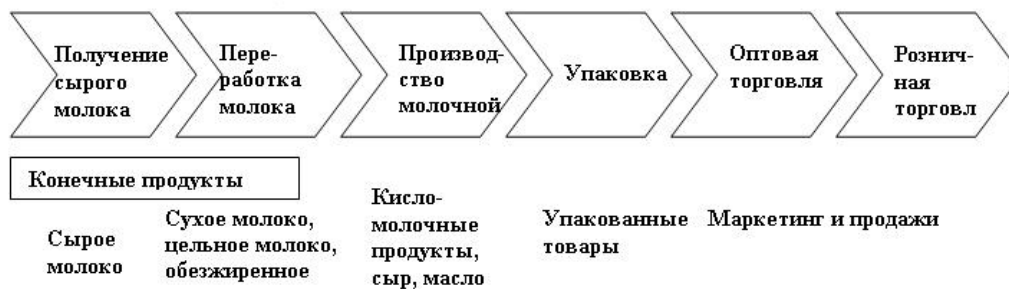 Получение
сырого
молока
Пере-
работка
молока
Производ-
ство
молочной
Упаковка
Оптовая
торговля
Рознич-
ная
торговл
Конечные продукты
Сырое
молоко
Сухое молоко,
цельное молоко,
обезжиренное
Кисло-
молочные
продукты,
сыр, масло
Упакованные
товары
Маркетинг и продажи